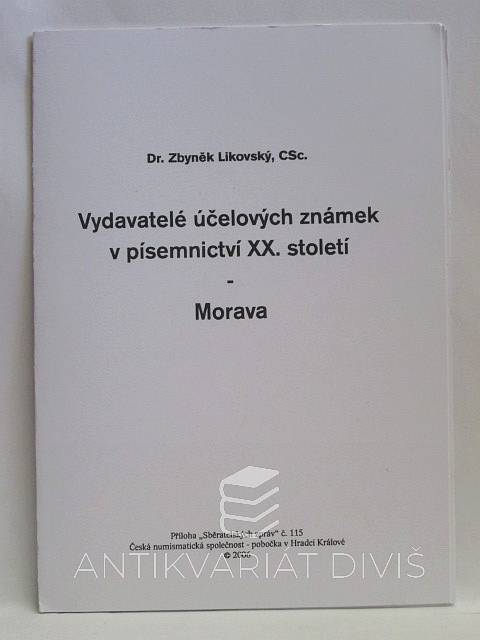 Dr. Zbyněk Likovský, CSc.
Vydavatelé účelových známek
v písemnictví XX. století
-
Morava
Příloha „Sběratelských zpráv" č. 115
Česká numismatická společnost - pobočka v Hradci Králové
© 2006
ANTIKVARIÁT DIVIŠ